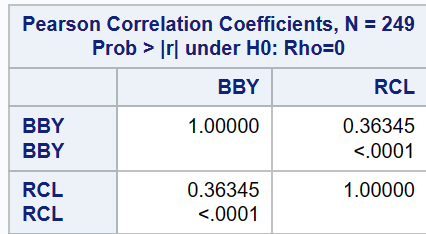 Pearson Correlation Coefficients, N = 249
Prob > |r| under H0: Rho=0
BBY RCL
BBY 1.00000 0.36345
BBY <.0001
RCL 0.36345 1.00000
RCL <.0001